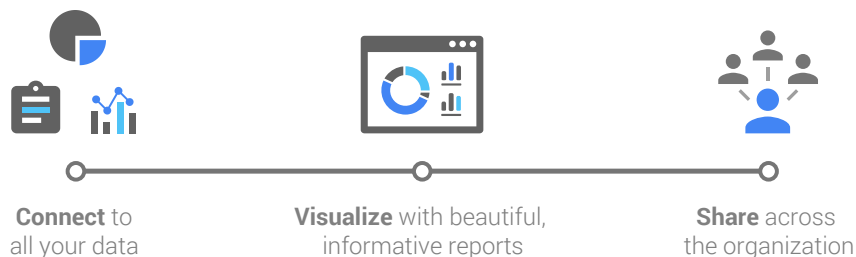 Connect to
all your data
Visualize with beautiful,
informative reports
Share across
the organization